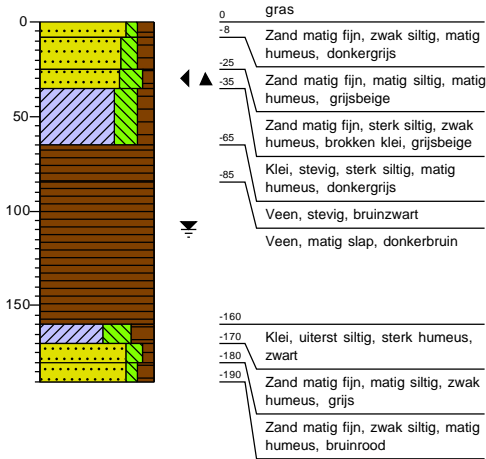 0
50
100
150
0
gras
-8
Zand matig fijn, zwak siltig, matig
humeus, donkergrijs
-25
Zand matig fijn, matig siltig, matig
humeus, grijsbeige
-35
Zand matig fijn, sterk siltig, zwak
humeus, brokken klei, grijsbeige
-65
Klei, stevig, sterk siltig, matig
humeus, donkergrijs
-85
Veen, stevig, bruinzwart
Veen, matig slap, donkerbruin
-160
-170
Klei, uiterst siltig, sterk humeus,
zwart
-180
Zand matig fijn, matig siltig, zwak
humeus, grijs
-190
Zand matig fijn, zwak siltig, matig
humeus, bruinrood